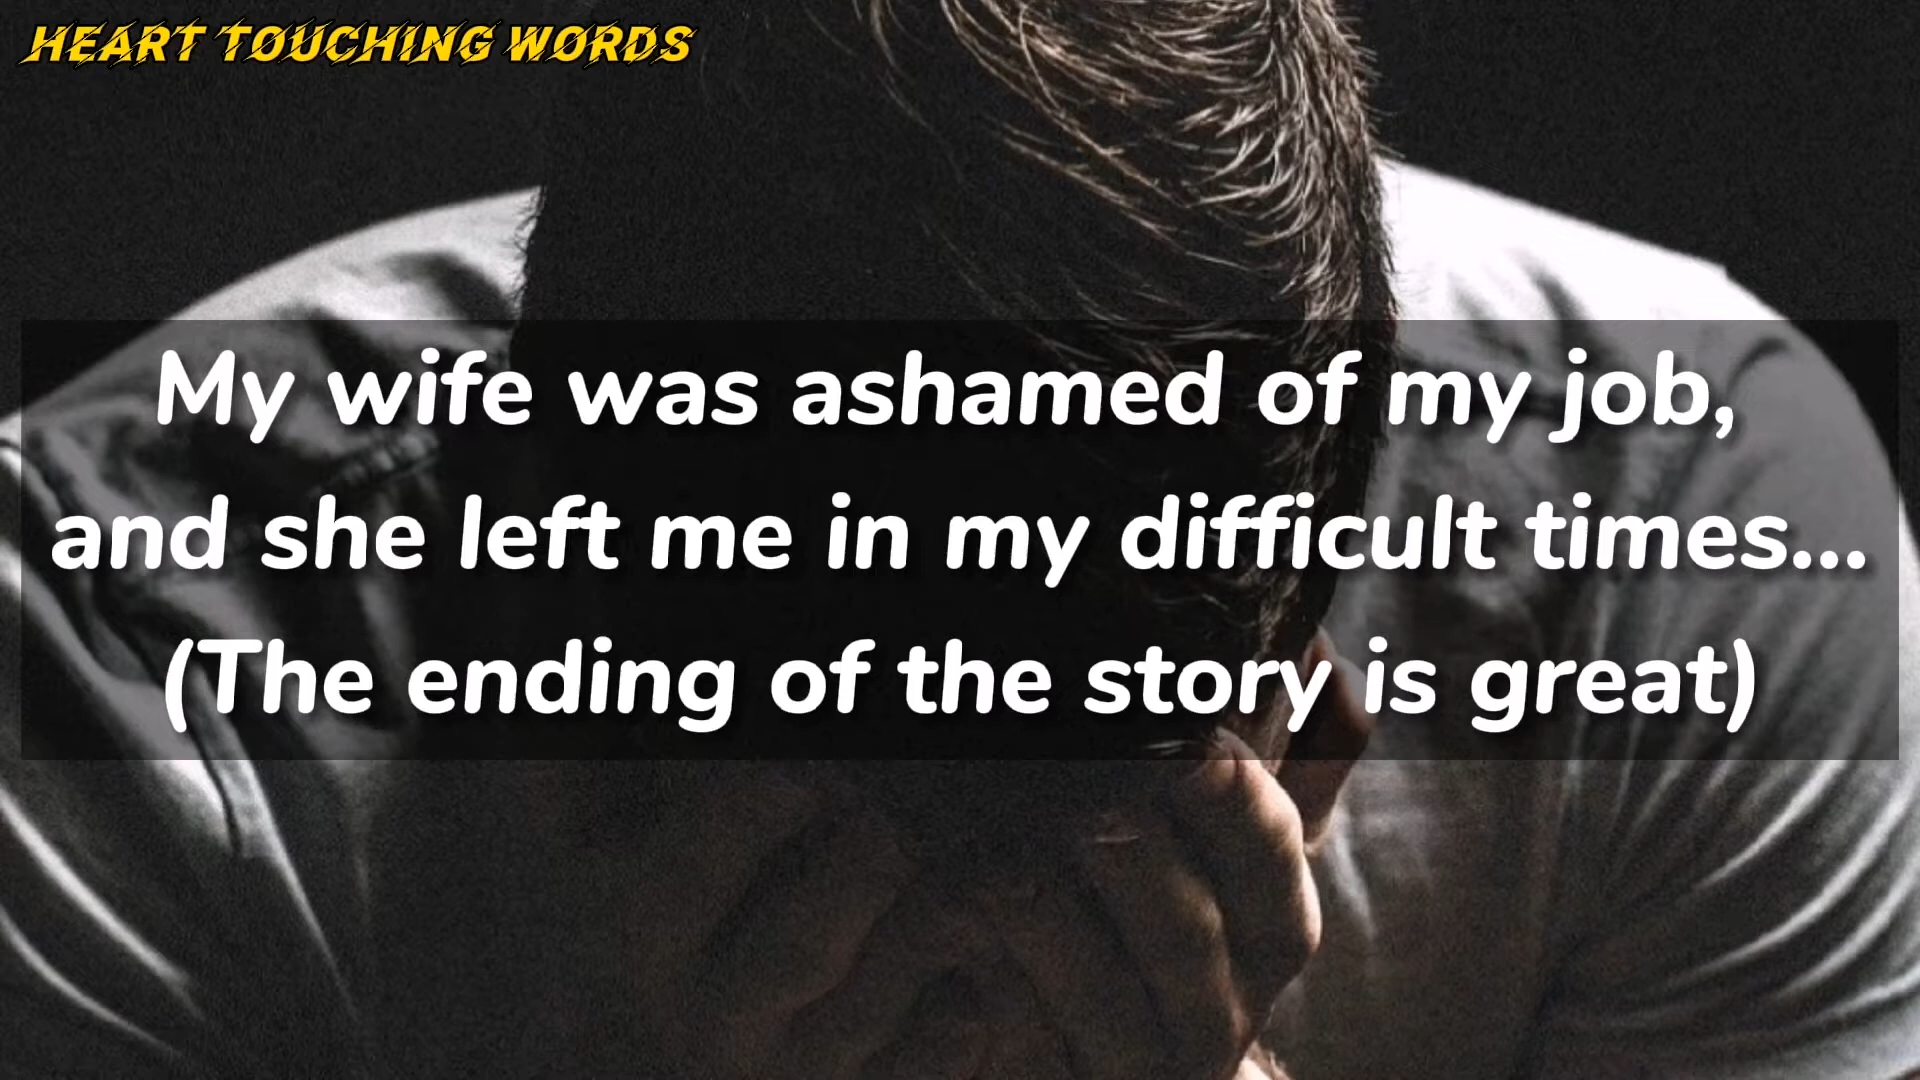 HEART TOUCHING WORDS
My wife was ashamed of my job,
and she left me in my difficult times...
(The ending of the story is great)